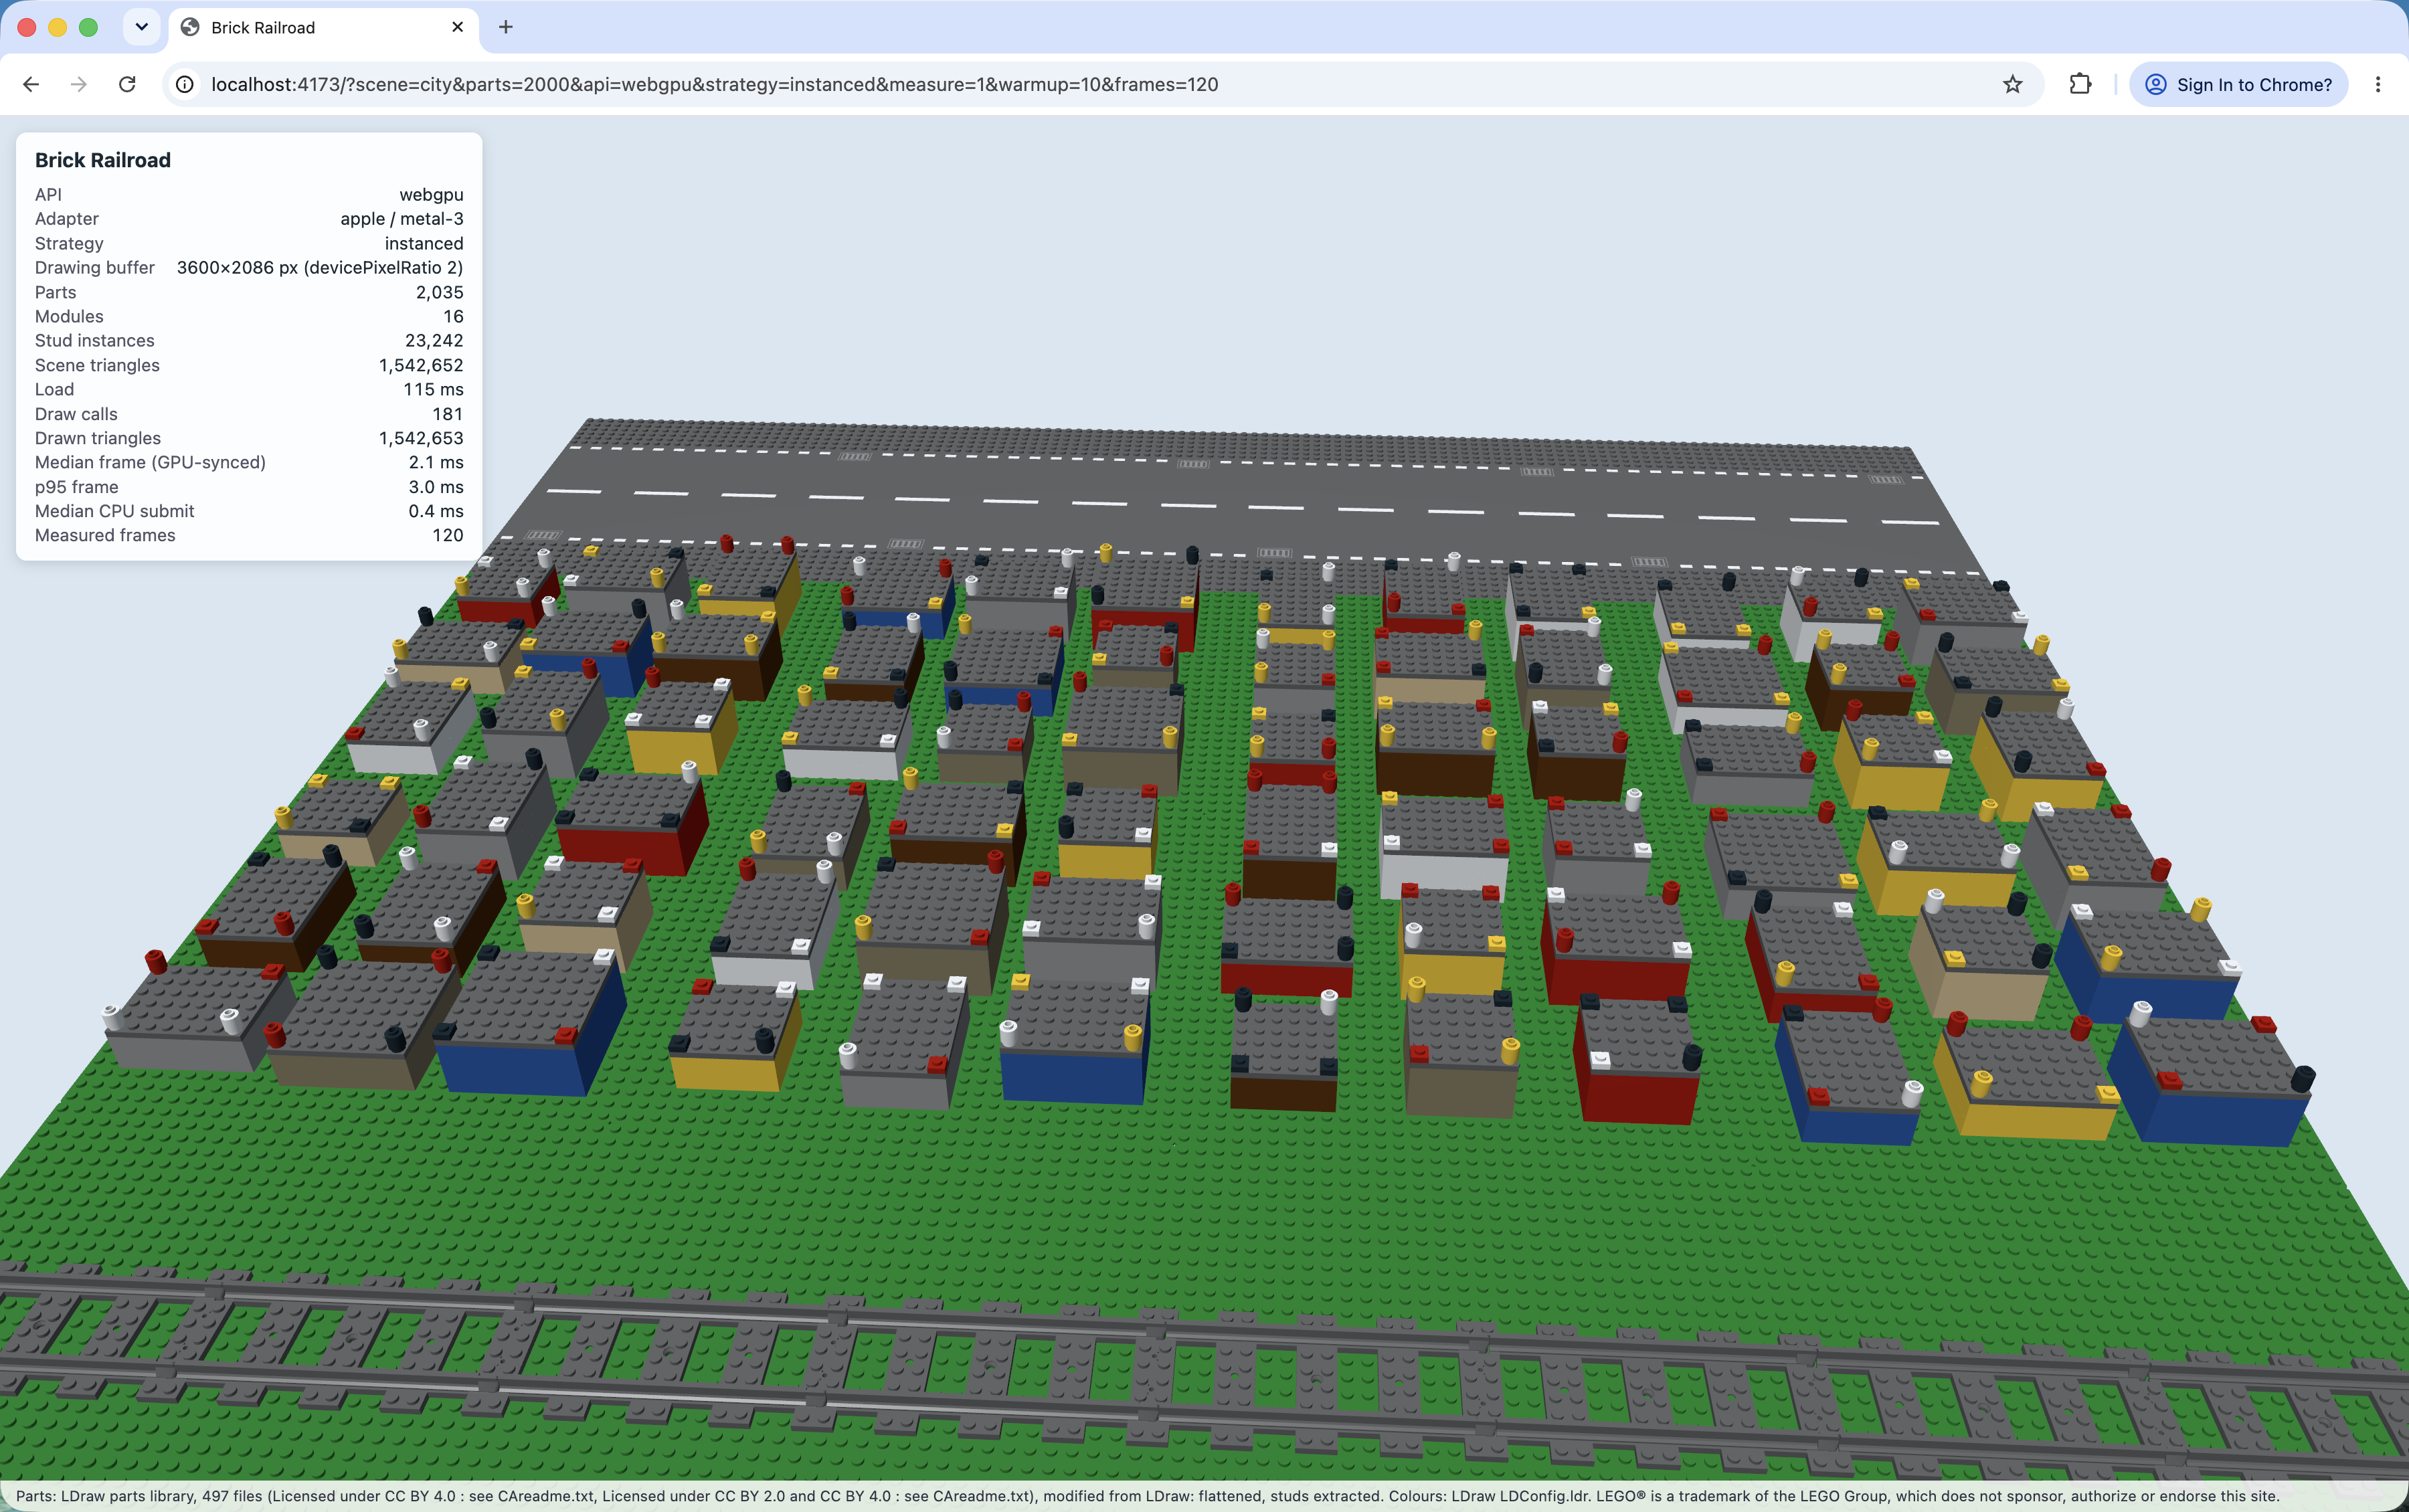 Brick Railroad
localhost:4173/?scene=city&parts=2000&api=webgpu&strategy=instanced&measure=1&warmup=10&frames=120
Sign In to Chrome?
Brick Railroad
API webgpu
Adapter apple / metal-3
Strategy instanced
Drawing buffer 3600×2086 px (devicePixelRatio 2)
Parts 2,035
Modules 16
Stud instances 23,242
Scene triangles 1,542,652
Load 115 ms
Draw calls 181
Drawn triangles 1,542,653
Median frame (GPU-synced) 2.1 ms
p95 frame 3.0 ms
Median CPU submit 0.4 ms
Measured frames 120
Parts: LDraw parts library, 497 files (Licensed under CC BY 4.0 : see CAreadme.txt, Licensed under CC BY 2.0 and CC BY 4.0 : see CAreadme.txt), modified from LDraw: flattened, studs extracted. Colours: LDraw LDConfig.ldr. LEGO® is a trademark of the LEGO Group, which does not sponsor, authorize or endorse this site.